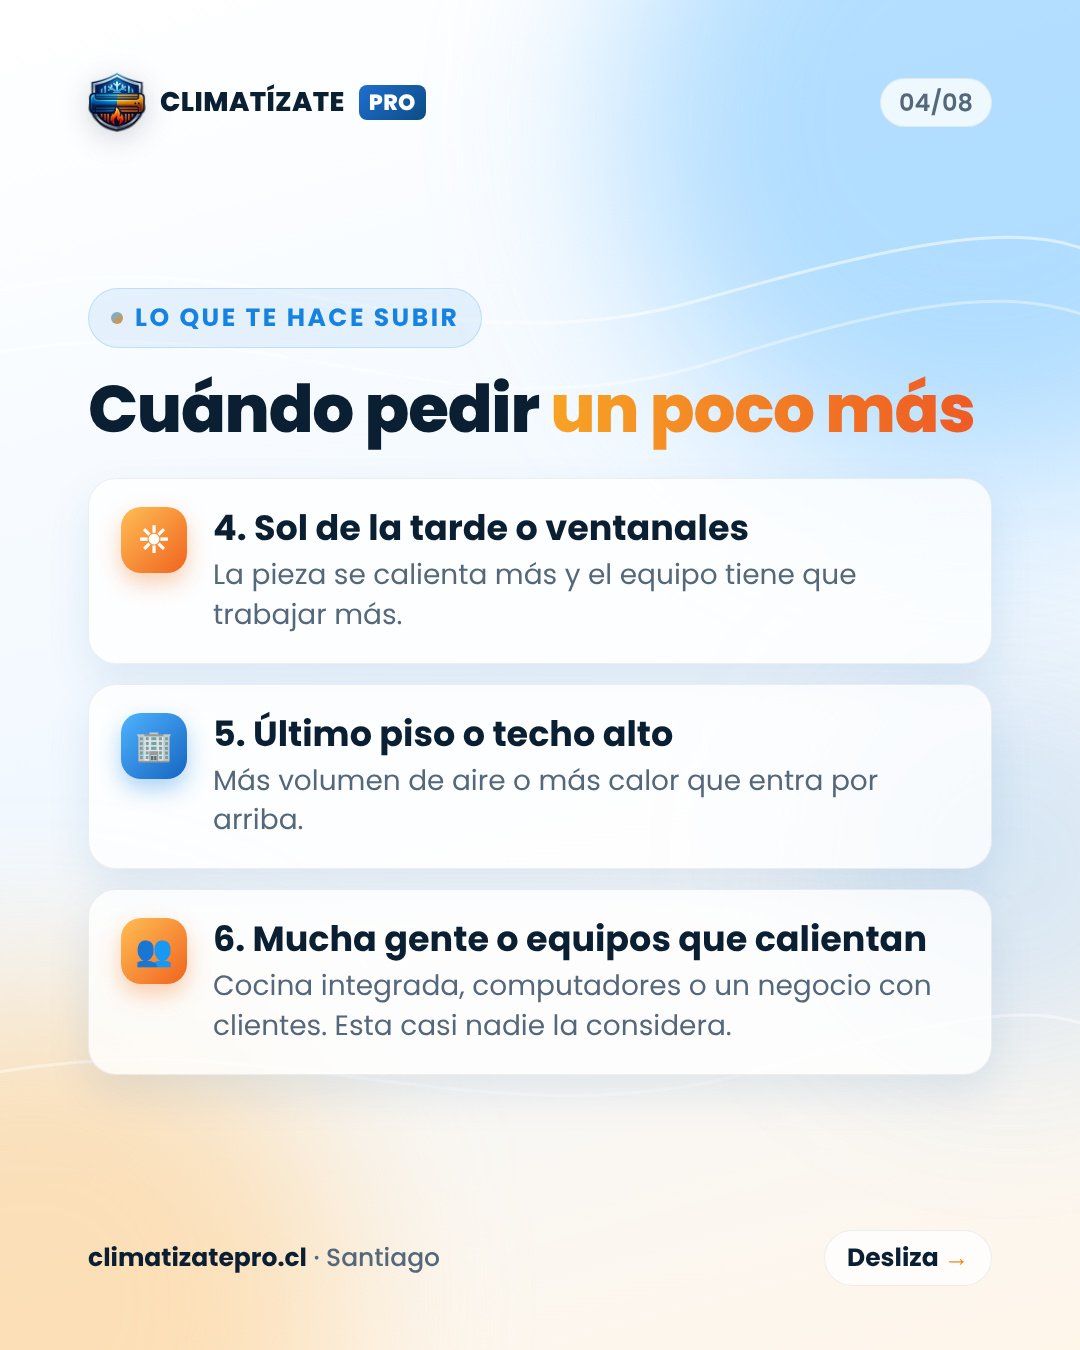 CLIMATÍZATE PRO
04/08
LO QUE TE HACE SUBIR
Cuándo pedir un poco más
4. Sol de la tarde o ventanales
La pieza se calienta más y el equipo tiene que
trabajar más.
5. Último piso o techo alto
Más volumen de aire o más calor que entra por
arriba.
6. Mucha gente o equipos que calientan
Cocina integrada, computadores o un negocio con
clientes. Esta casi nadie la considera.
climatizatepro.cl · Santiago
Desliza →